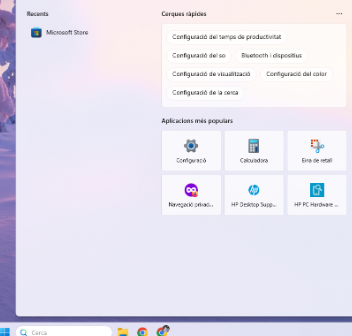 Recents
Cerques ràpides
Microsoft Store
Configuració del temps de productivitat
Configuració del so
Bluetooth i dispositius
Configuració de visualització
Configuració del color
Configuració de la cerca
Aplicacions més populars
Configuració
Calculadora
Eina de retall
Navegació privad...
HP Desktop Supp...
HP PC Hardware ...
Cerca